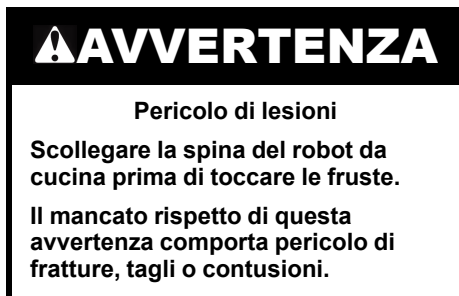 AVVERTENZA
Pericolo di lesioni
Scollegare la spina del robot da
cucina prima di toccare le fruste.
Il mancato rispetto di questa
avvertenza comporta pericolo di
fratture, tagli o contusioni.